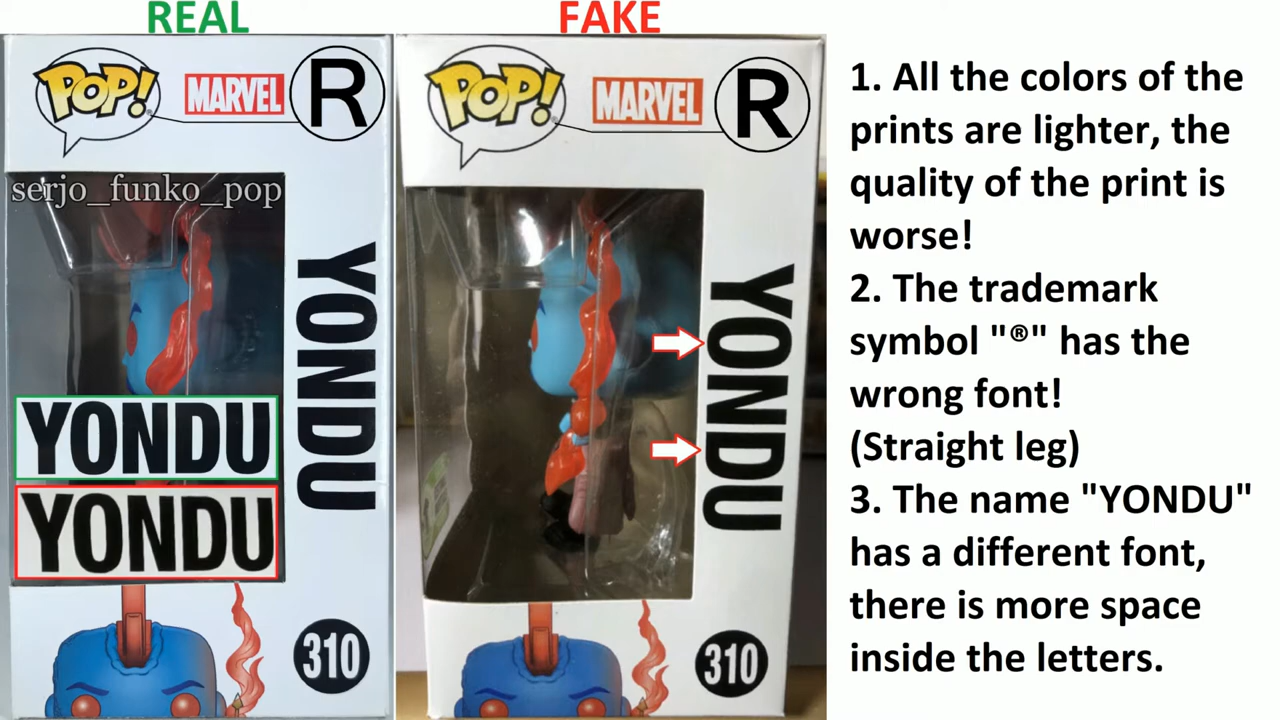 REAL
FAKE
POP! MARVEL R
POP! MARVEL R
serjo_funko_pop
YONDU
YONDU
YONDU
YONDU
310
310
1. All the colors of the
prints are lighter, the
quality of the print is
worse!
2. The trademark
symbol "®" has the
wrong font!
(Straight leg)
3. The name "YONDU"
has a different font,
there is more space
inside the letters.